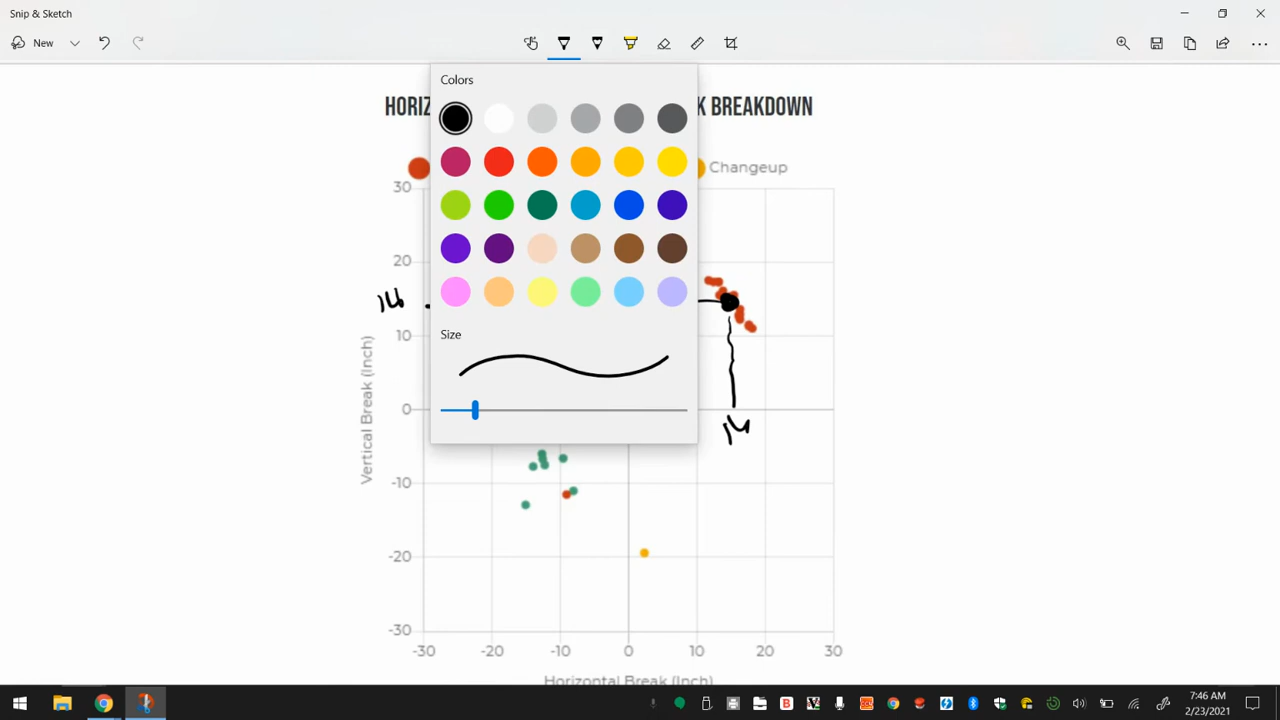 Snip & Sketch
New
Colors
HORIZ K BREAKDOWN
Changeup
30
20
14
10
Size
Vertical Break (Inch)
0
14
-10
-20
-30
-30 -20 -10 0 10 20 30
Horizontal Break (Inch)
7:46 AM
2/23/2021